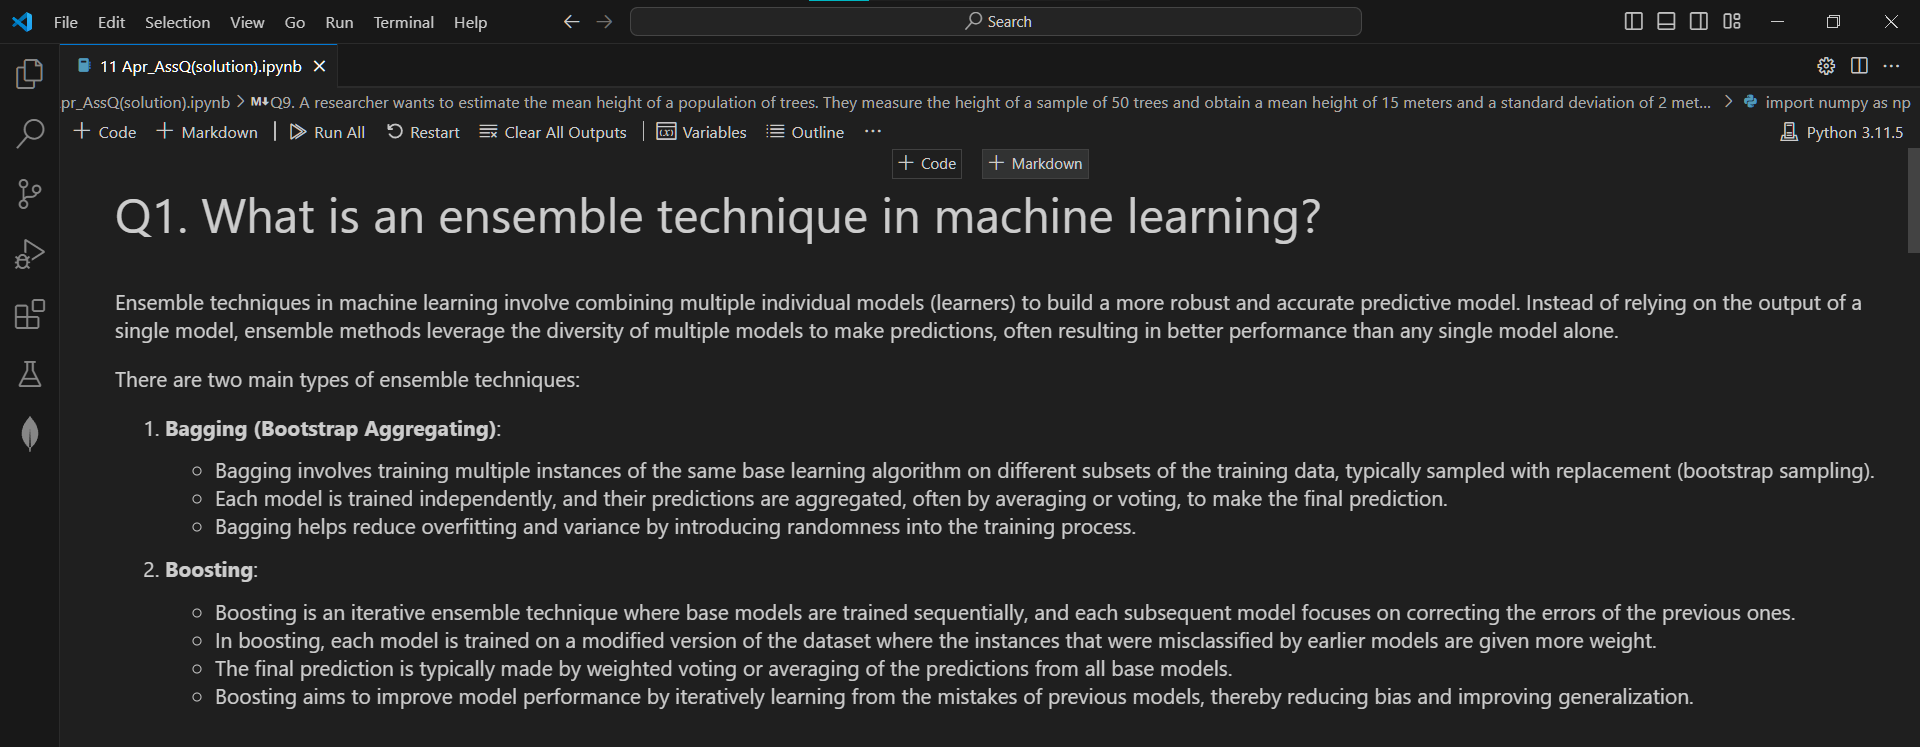 File Edit Selection View Go Run Terminal Help Search
11 Apr_AssQ(solution).ipynb
pr_AssQ(solution).ipynb > M↓Q9. A researcher wants to estimate the mean height of a population of trees. They measure the height of a sample of 50 trees and obtain a mean height of 15 meters and a standard deviation of 2 met... > import numpy as np
+ Code + Markdown Run All Restart Clear All Outputs (x) Variables Outline ... Python 3.11.5
+ Code + Markdown
Q1. What is an ensemble technique in machine learning?
Ensemble techniques in machine learning involve combining multiple individual models (learners) to build a more robust and accurate predictive model. Instead of relying on the output of a
single model, ensemble methods leverage the diversity of multiple models to make predictions, often resulting in better performance than any single model alone.
There are two main types of ensemble techniques:
1. Bagging (Bootstrap Aggregating):
○ Bagging involves training multiple instances of the same base learning algorithm on different subsets of the training data, typically sampled with replacement (bootstrap sampling).
○ Each model is trained independently, and their predictions are aggregated, often by averaging or voting, to make the final prediction.
○ Bagging helps reduce overfitting and variance by introducing randomness into the training process.
2. Boosting:
○ Boosting is an iterative ensemble technique where base models are trained sequentially, and each subsequent model focuses on correcting the errors of the previous ones.
○ In boosting, each model is trained on a modified version of the dataset where the instances that were misclassified by earlier models are given more weight.
○ The final prediction is typically made by weighted voting or averaging of the predictions from all base models.
○ Boosting aims to improve model performance by iteratively learning from the mistakes of previous models, thereby reducing bias and improving generalization.